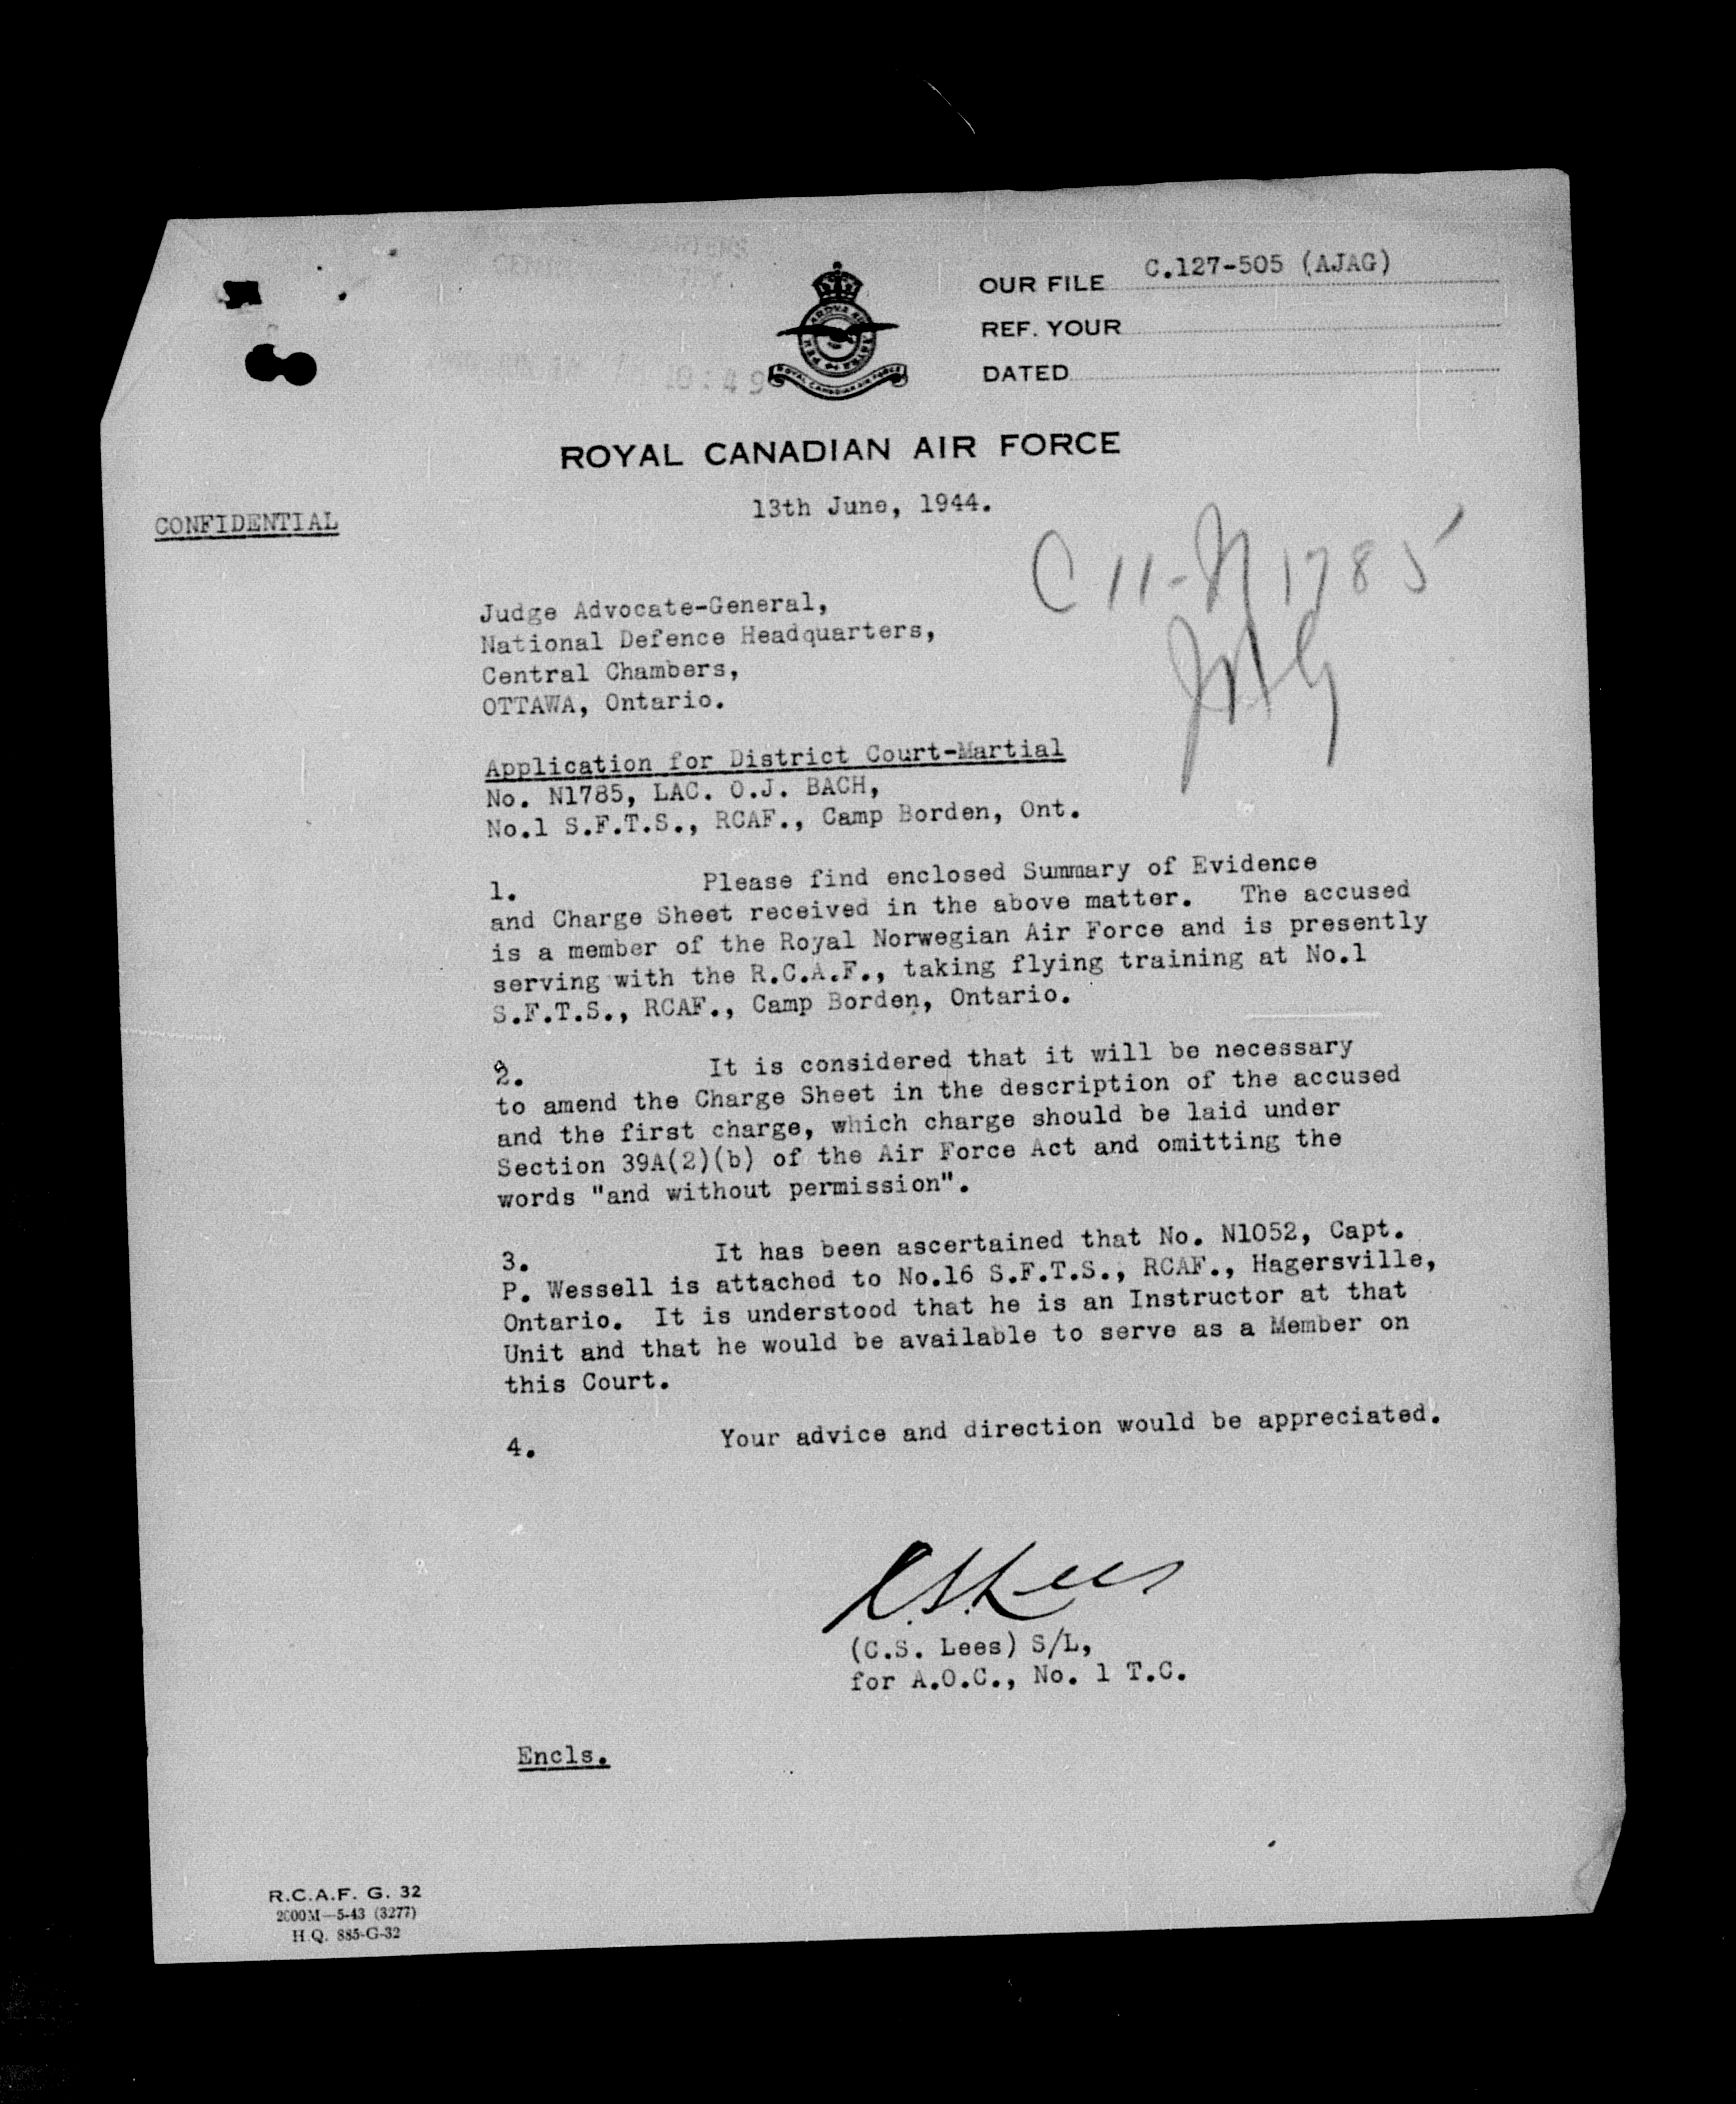 OUR FILE C.127-505 (AJAG)
REF. YOUR
DATED
ROYAL CANADIAN AIR FORCE
ROYAL CANADIAN AIR FORCE
13th June, 1944.
CONFIDENTIAL
C 11-N1785
JAG
Judge Advocate-General,
National Defence Headquarters,
Central Chambers,
OTTAWA, Ontario.
Application for District Court-Martial
No. N1785, LAC. O.J. BACH,
No.1 S.F.T.S., RCAF., Camp Borden, Ont.
1. Please find enclosed Summary of Evidence
and Charge Sheet received in the above matter. The accused
is a member of the Royal Norwegian Air Force and is presently
serving with the R.C.A.F., taking flying training at No.1
S.F.T.S., RCAF., Camp Borden, Ontario.
2. It is considered that it will be necessary
to amend the Charge Sheet in the description of the accused
and the first charge, which charge should be laid under
Section 39A(2)(b) of the Air Force Act and omitting the
words "and without permission".
3. It has been ascertained that No. N1052, Capt.
P. Wessell is attached to No.16 S.F.T.S., RCAF., Hagersville,
Ontario. It is understood that he is an Instructor at that
Unit and that he would be available to serve as a Member on
this Court.
4. Your advice and direction would be appreciated.
C.S. Lees
(C.S. Lees) S/L,
for A.O.C., No. 1 T.C.
Encls.
R.C.A.F. G. 32
2000M—5-43 (3277)
H.Q. 885-G-32